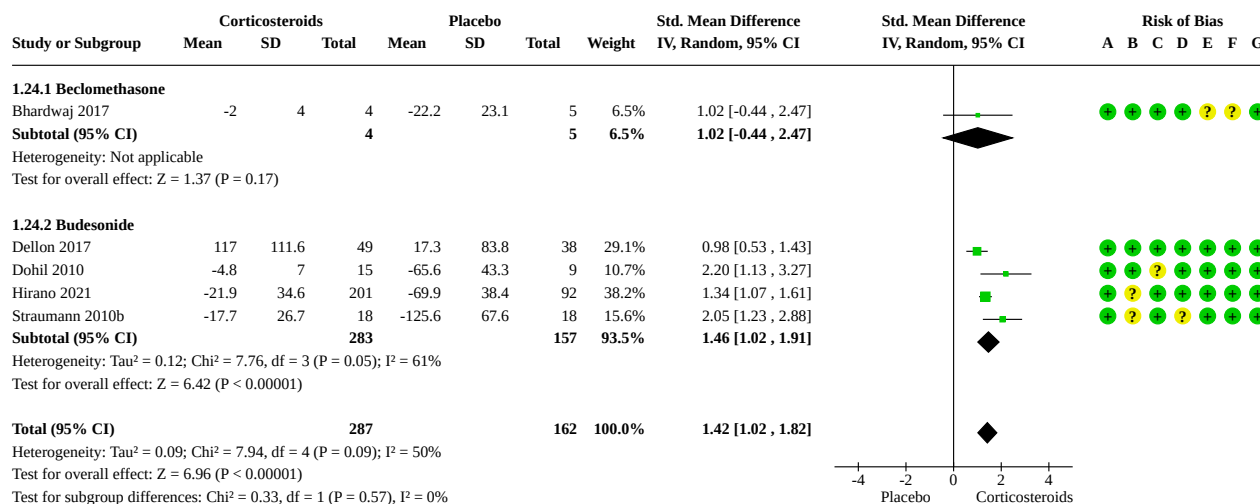 Corticosteroids Placebo Std. Mean Difference Std. Mean Difference Risk of Bias
Study or Subgroup Mean SD Total Mean SD Total Weight IV, Random, 95% CI IV, Random, 95% CI A B C D E F G
1.24.1 Beclomethasone
Bhardwaj 2017 -2 4 4 -22.2 23.1 5 6.5% 1.02 [-0.44 , 2.47] + + + + ? ? +
Subtotal (95% CI) 4 5 6.5% 1.02 [-0.44 , 2.47]
Heterogeneity: Not applicable
Test for overall effect: Z = 1.37 (P = 0.17)
1.24.2 Budesonide
Dellon 2017 117 111.6 49 17.3 83.8 38 29.1% 0.98 [0.53 , 1.43] + + + + + + +
Dohil 2010 -4.8 7 15 -65.6 43.3 9 10.7% 2.20 [1.13 , 3.27] + + ? + + + +
Hirano 2021 -21.9 34.6 201 -69.9 38.4 92 38.2% 1.34 [1.07 , 1.61] + ? + + + + +
Straumann 2010b -17.7 26.7 18 -125.6 67.6 18 15.6% 2.05 [1.23 , 2.88] + ? + ? + + +
Subtotal (95% CI) 283 157 93.5% 1.46 [1.02 , 1.91]
Heterogeneity: Tau² = 0.12; Chi² = 7.76, df = 3 (P = 0.05); I² = 61%
Test for overall effect: Z = 6.42 (P < 0.00001)
Total (95% CI) 287 162 100.0% 1.42 [1.02 , 1.82]
Heterogeneity: Tau² = 0.09; Chi² = 7.94, df = 4 (P = 0.09); I² = 50%
Test for overall effect: Z = 6.96 (P < 0.00001)
-4 -2 0 2 4
Test for subgroup differences: Chi² = 0.33, df = 1 (P = 0.57), I² = 0%
Placebo Corticosteroids